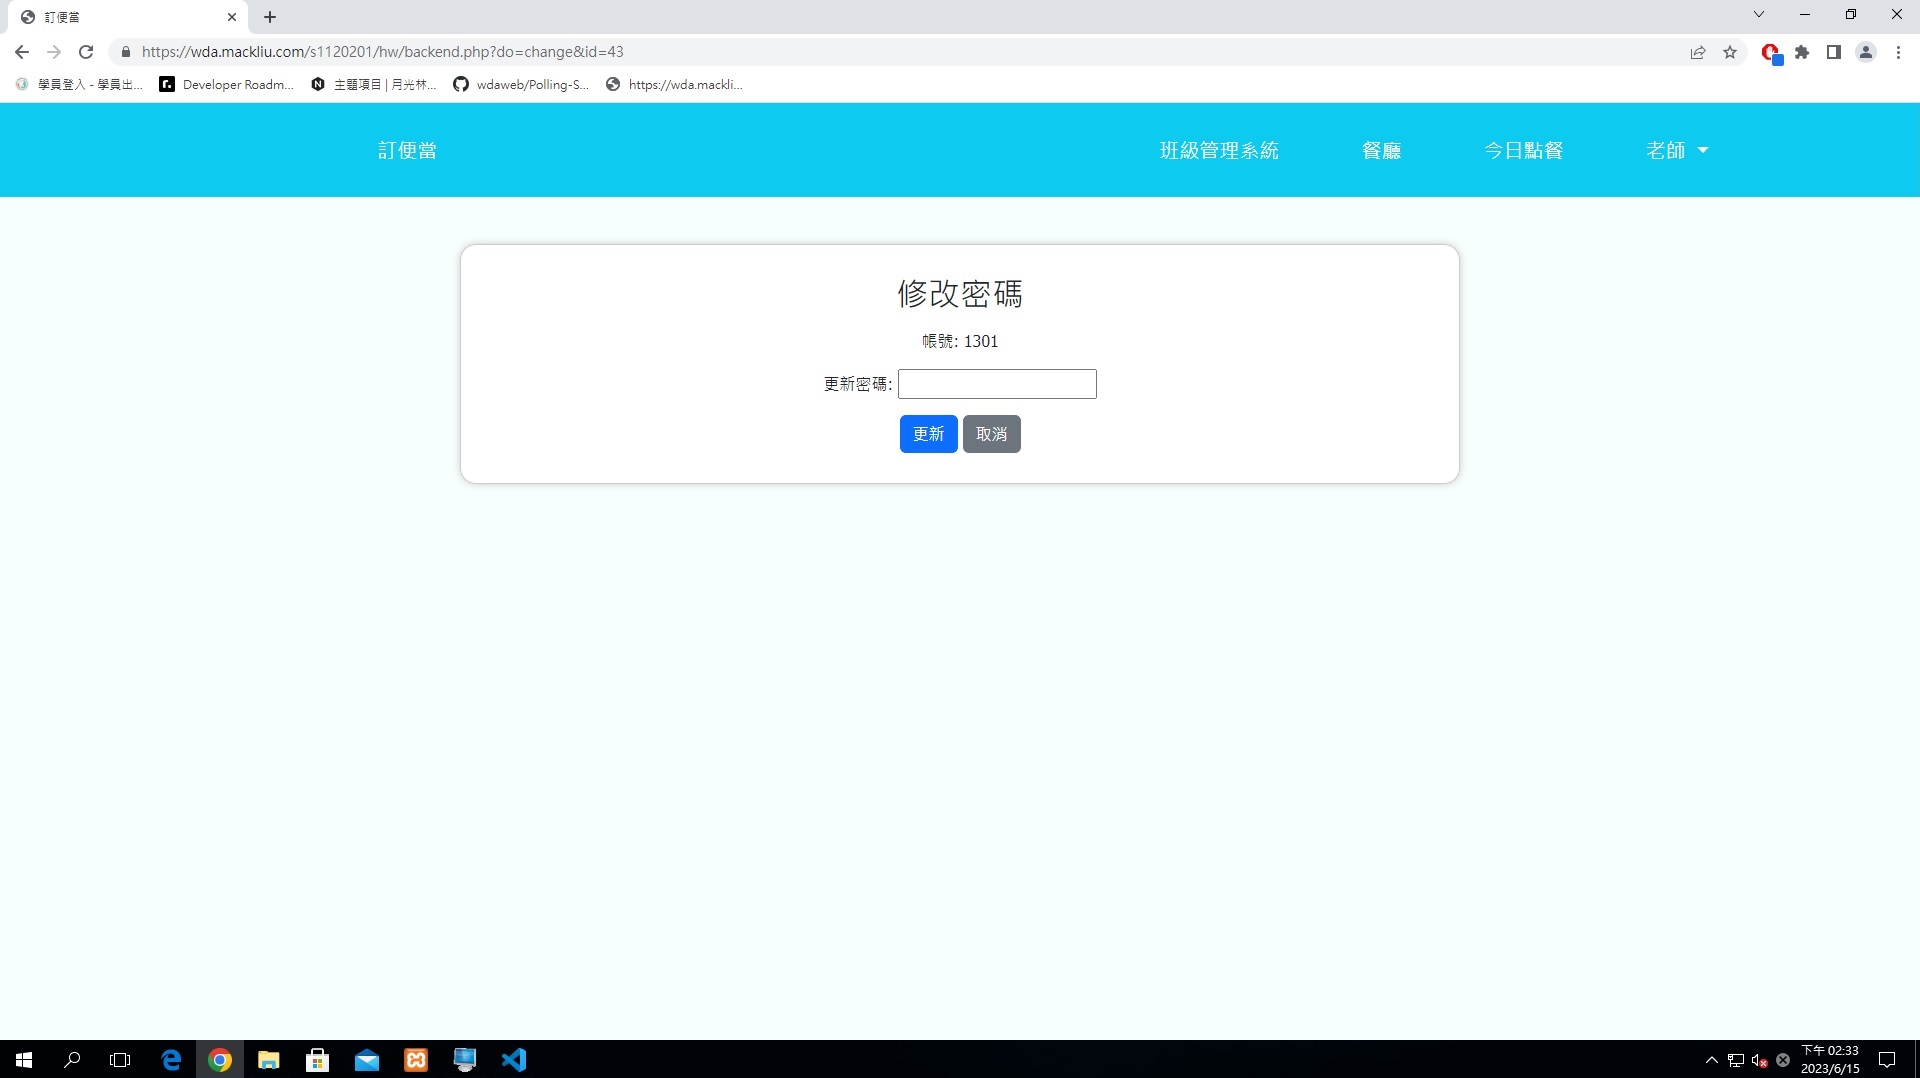 訂便當
https://wda.mackliu.com/s1120201/hw/backend.php?do=change&id=43
學員登入 - 學員出...
Developer Roadm...
主題項目 | 月光林...
wdaweb/Polling-S...
https://wda.mackli...
訂便當
班級管理系統
餐廳
今日點餐
老師
修改密碼
帳號: 1301
更新密碼:
更新 取消
下午 02:33
2023/6/15